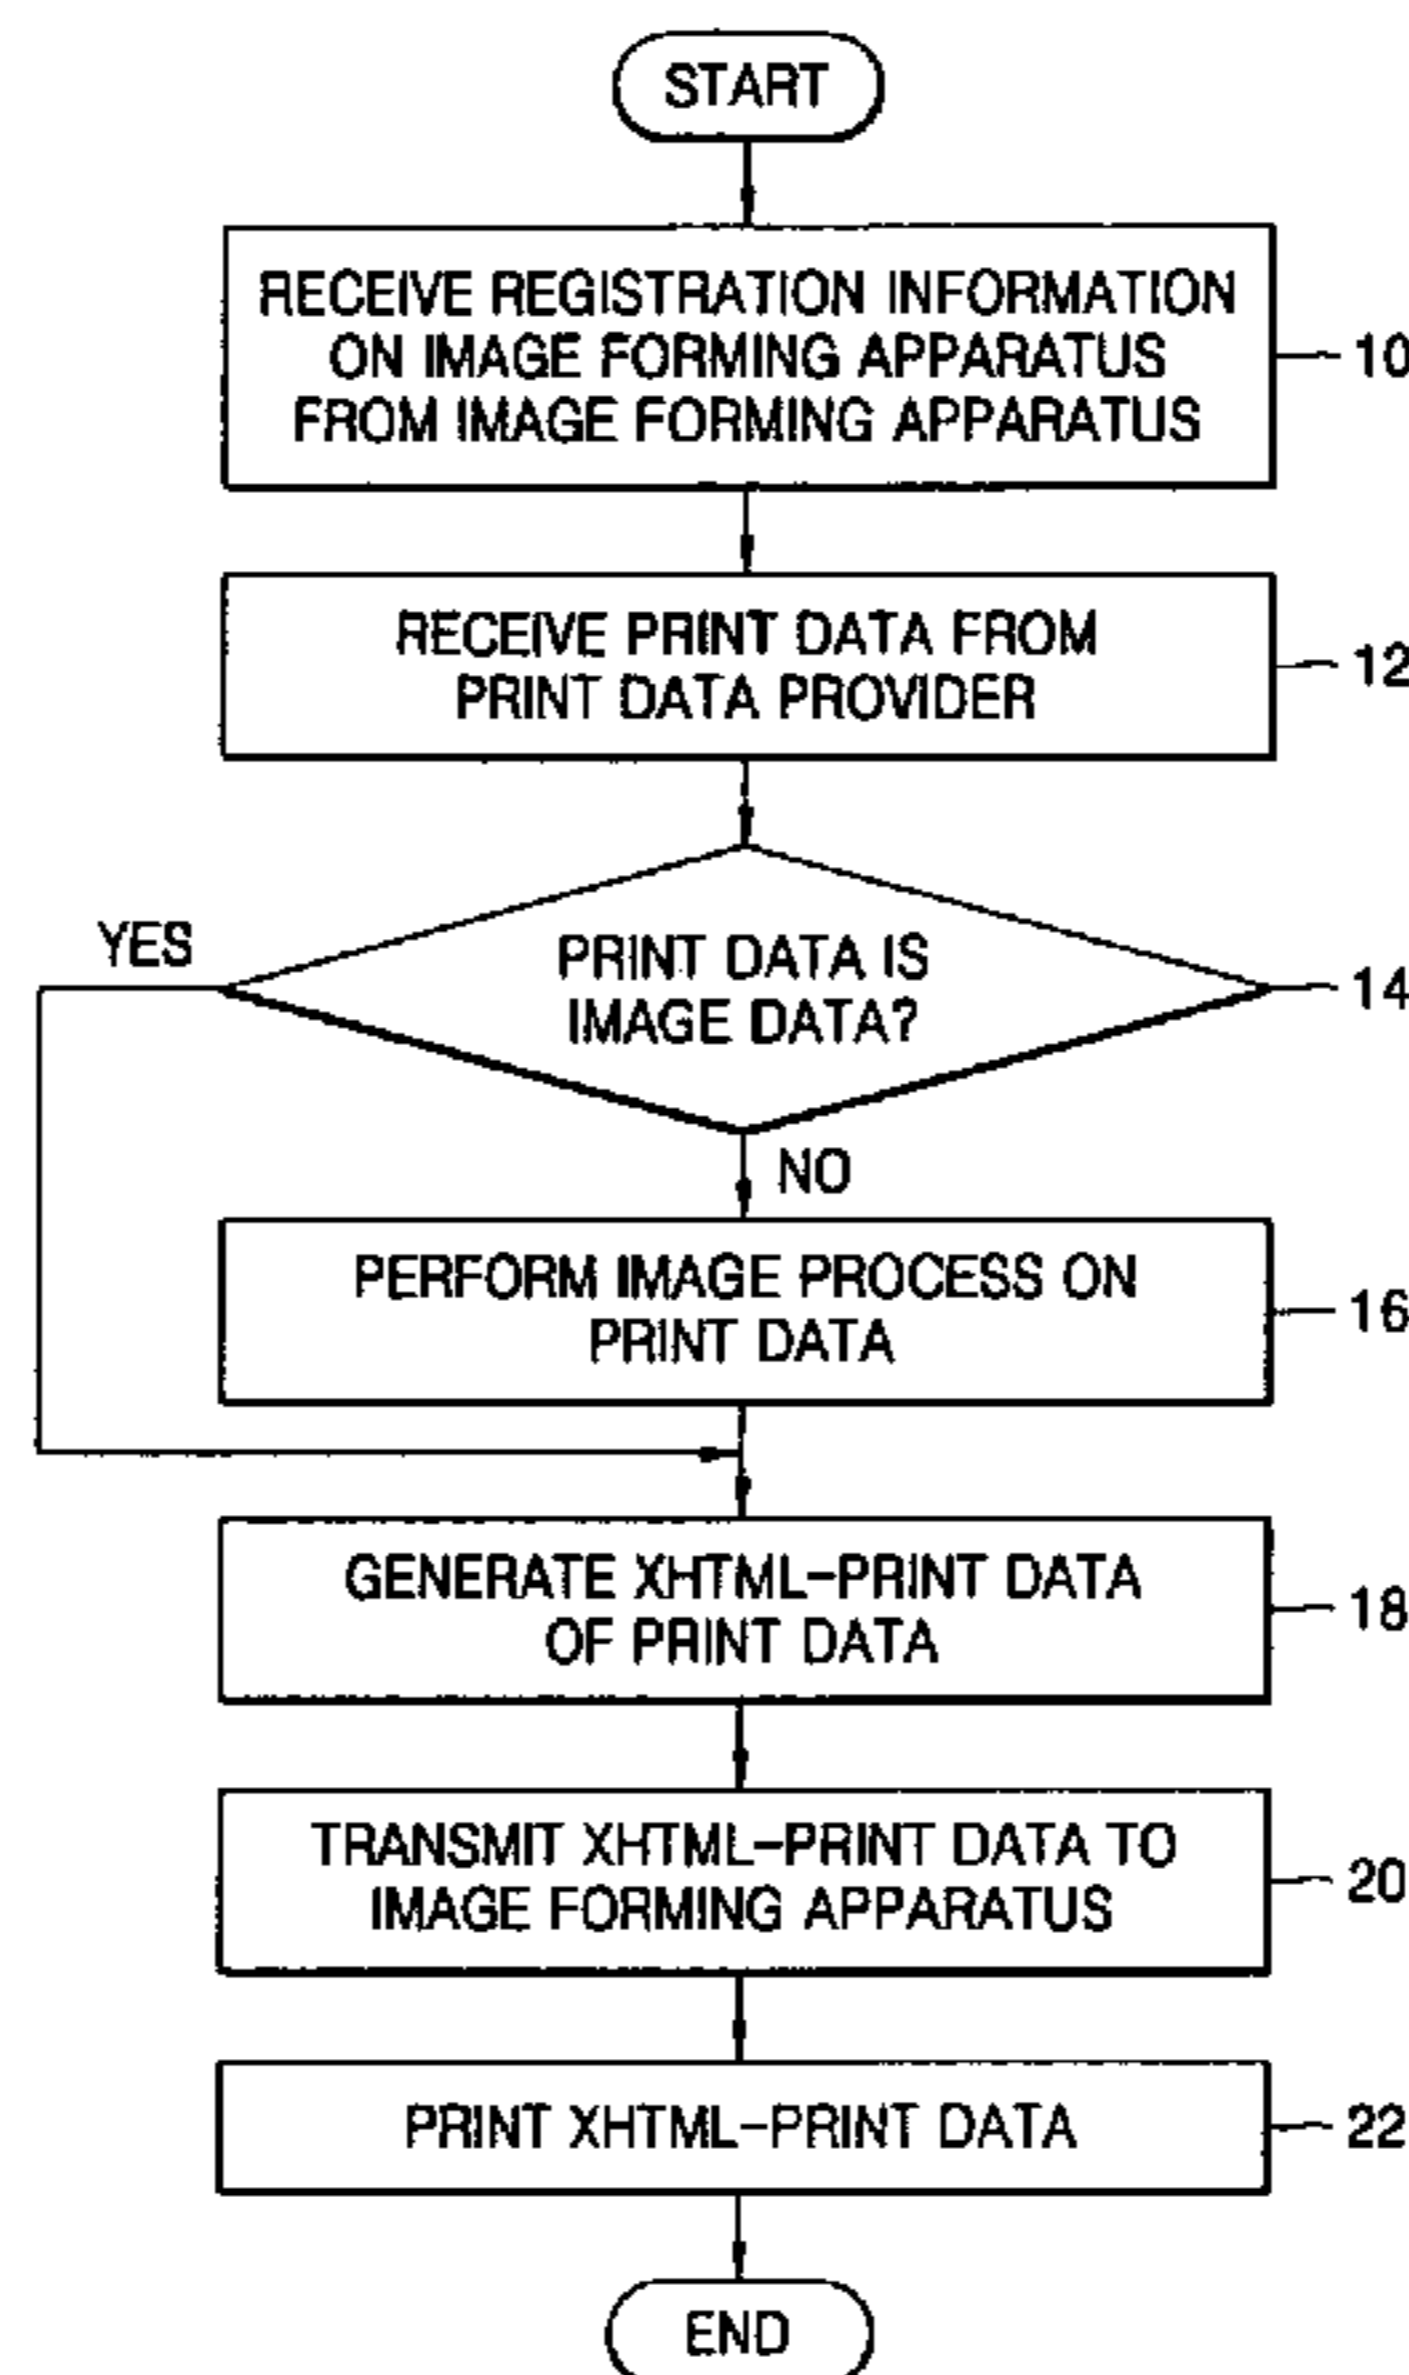 START
RECEIVE REGISTRATION INFORMATION
ON IMAGE FORMING APPARATUS
FROM IMAGE FORMING APPARATUS
10
RECEIVE PRINT DATA FROM
PRINT DATA PROVIDER
12
YES
PRINT DATA IS
IMAGE DATA?
14
NO
PERFORM IMAGE PROCESS ON
PRINT DATA
16
GENERATE XHTML-PRINT DATA
OF PRINT DATA
18
TRANSMIT XHTML-PRINT DATA TO
IMAGE FORMING APPARATUS
20
PRINT XHTML-PRINT DATA
22
END